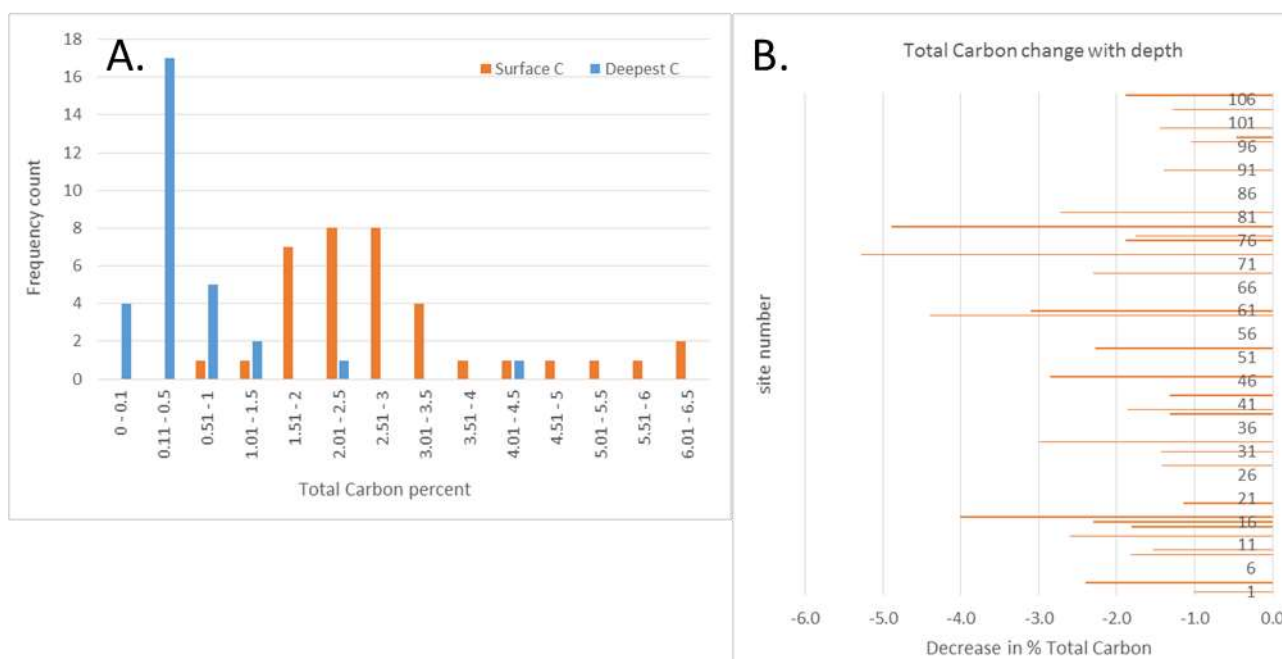 A.
Surface C
Deepest C
18
16
14
12
10
8
6
4
2
0
Frequency count
0 - 0.1
0.11 - 0.5
0.51 - 1
1.01 - 1.5
1.51 - 2
2.01 - 2.5
2.51 - 3
3.01 - 3.5
3.51 - 4
4.01 - 4.5
4.51 - 5
5.01 - 5.5
5.51 - 6
6.01 - 6.5
Total Carbon percent
B.
Total Carbon change with depth
site number
106
101
96
91
86
81
76
71
66
61
56
51
46
41
36
31
26
21
16
11
6
1
-6.0 -5.0 -4.0 -3.0 -2.0 -1.0 0.0
Decrease in % Total Carbon